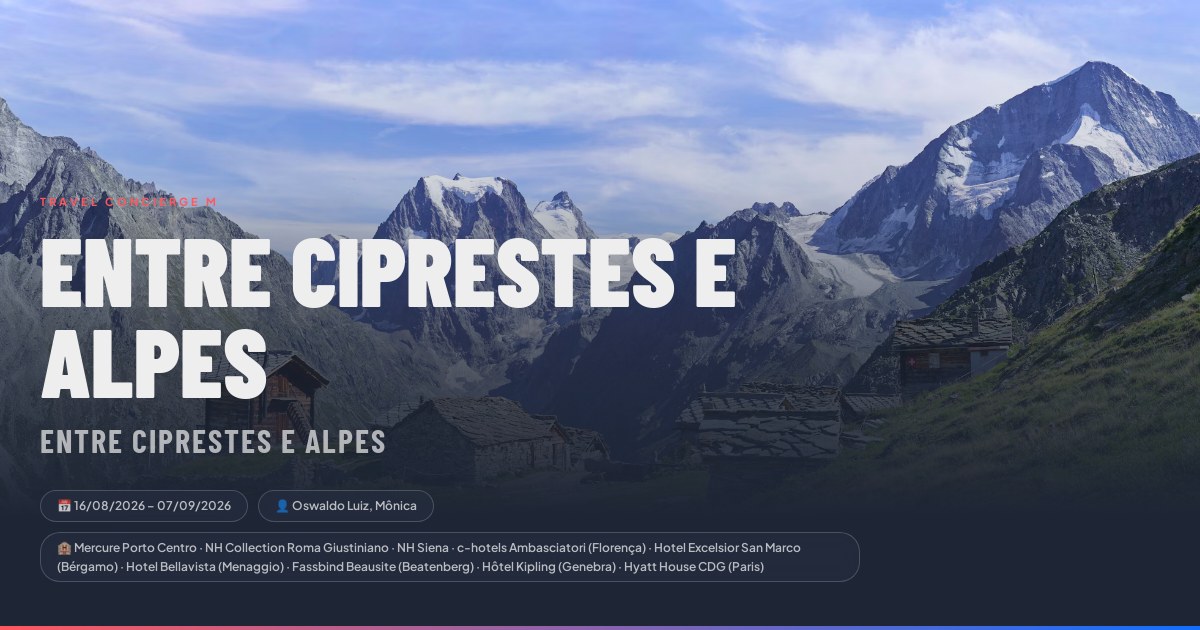 TRAVEL CONCIERGE M
ENTRE CIPRESTES E
ALPES
ENTRE CIPRESTES E ALPES
📅 16/08/2026 – 07/09/2026
👤 Oswaldo Luiz, Mônica
🏨 Mercure Porto Centro · NH Collection Roma Giustiniano · NH Siena · c-hotels Ambasciatori (Florença) · Hotel Excelsior San Marco
(Bérgamo) · Hotel Bellavista (Menaggio) · Fassbind Beausite (Beatenberg) · Hôtel Kipling (Genebra) · Hyatt House CDG (Paris)